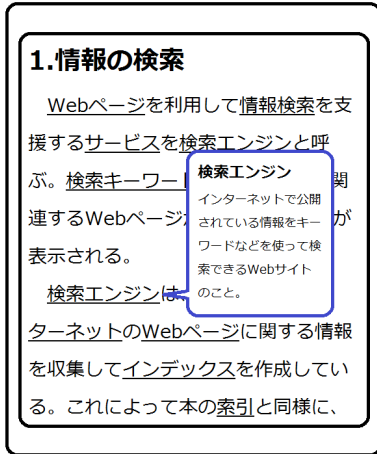 1.情報の検索
Webページを利用して情報検索を支
援するサービスを検索エンジンと呼
ぶ。検索キーワー
関
連するWebページ
が
表示される。
検索エンジンは、
ターネットのWebページに関する情報
を収集してインデックスを作成してい
る。これによって本の索引と同様に、
検索エンジン
インターネットで公開
されている情報をキー
ワードなどを使って検
索できるWebサイト
のこと。